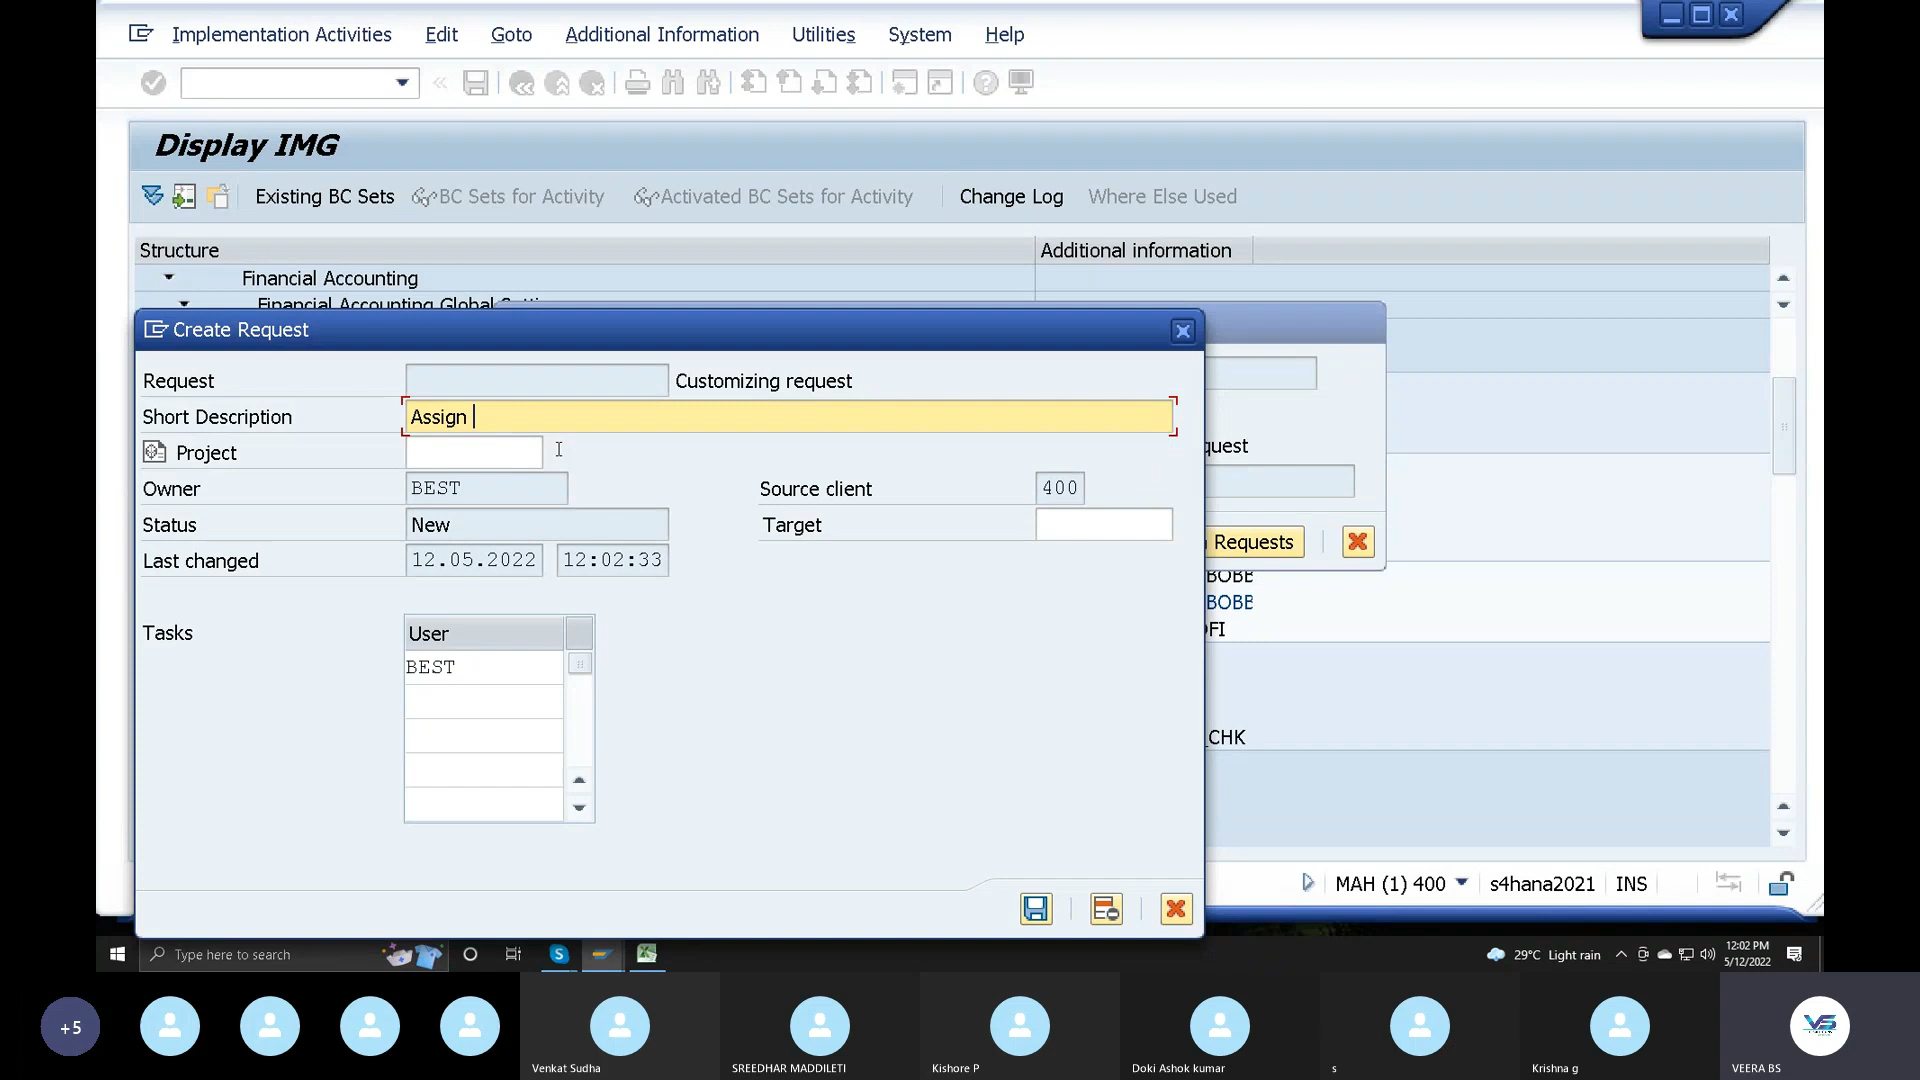 Implementation Activities Edit Goto Additional Information Utilities System Help
Display IMG
Existing BC Sets BC Sets for Activity Activated BC Sets for Activity Change Log Where Else Used
Structure Additional information
Financial Accounting
Financial Accounting Global
Create Request
Request Customizing request
Short Description Assign
Project
quest
Owner BEST Source client 400
Status New Target
Requests
Last changed 12.05.2022 12:02:33
BOBE
BOBE
FI
Tasks User
BEST
_CHK
MAH (1) 400 s4hana2021 INS
Type here to search
29°C Light rain
12:02 PM
5/12/2022
+5
VS
Venkat Sudha SREEDHAR MADDILETI Kishore P Doki Ashok kumar s Krishna g VEERA BS